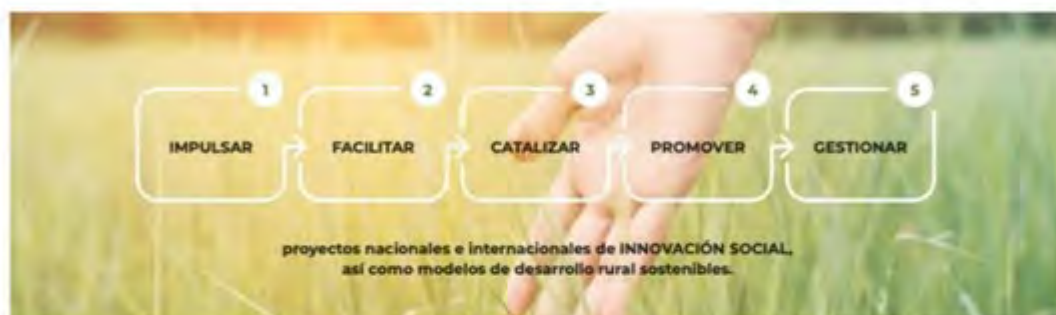 1
2
3
4
5
IMPULSAR
FACILITAR
CATALIZAR
PROMOVER
GESTIONAR
proyectos nacionales e internacionales de INNOVACIÓN SOCIAL,
así como modelos de desarrollo rural sostenibles.